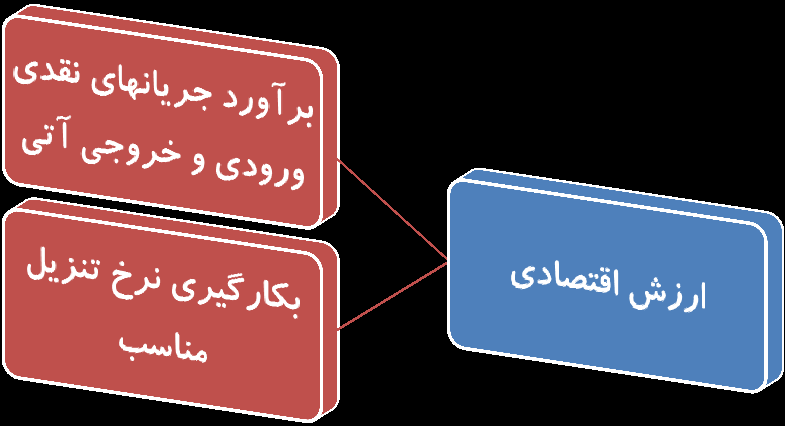 ارزش اقتصادی
برآورد جریانهای نقدی
ورودی و خروجی آتی
بکارگیری نرخ تنزیل
مناسب